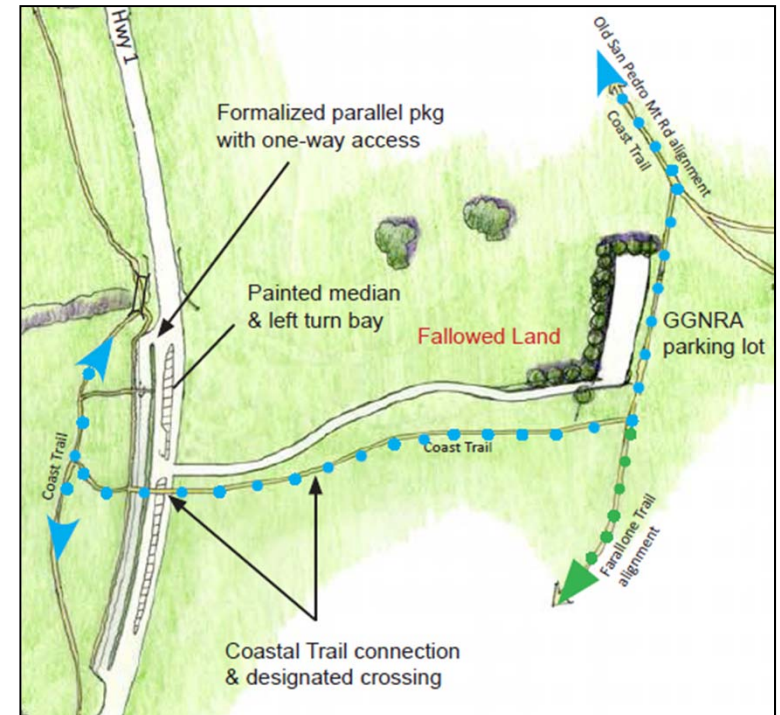 Hwy 1
Old San Pedro Mt Rd alignment
Coast Trail
Formalized parallel pkg
with one-way access
Painted median
& left turn bay
Fallowed Land
GGNRA
parking lot
Coast Trail
Coast Trail
Farallone Trail
alignment
Coastal Trail connection
& designated crossing